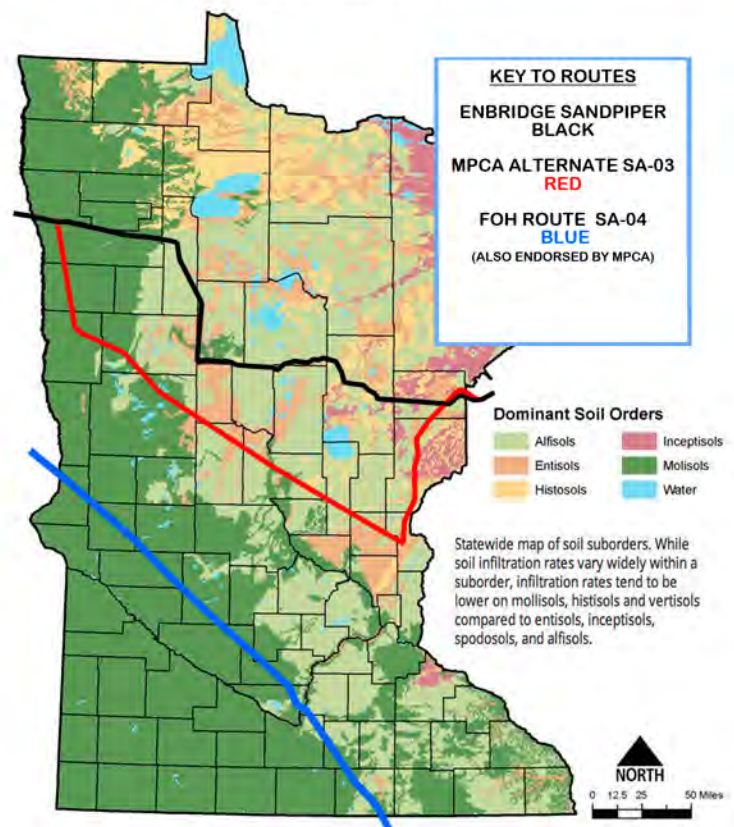 KEY TO ROUTES
ENBRIDGE SANDPIPER
BLACK
MPCA ALTERNATE SA-03
RED
FOH ROUTE SA-04
BLUE
(ALSO ENDORSED BY MPCA)
Dominant Soil Orders
Alfisols
Inceptisols
Entisols
Molisols
Histosols
Water
Statewide map of soil suborders. While
soil infiltration rates vary widely within a
suborder, infiltration rates tend to be
lower on mollisols, histisols and vertisols
compared to entisols, inceptisols,
spodosols, and alfisols.
NORTH
0 12.5 25 50 Miles